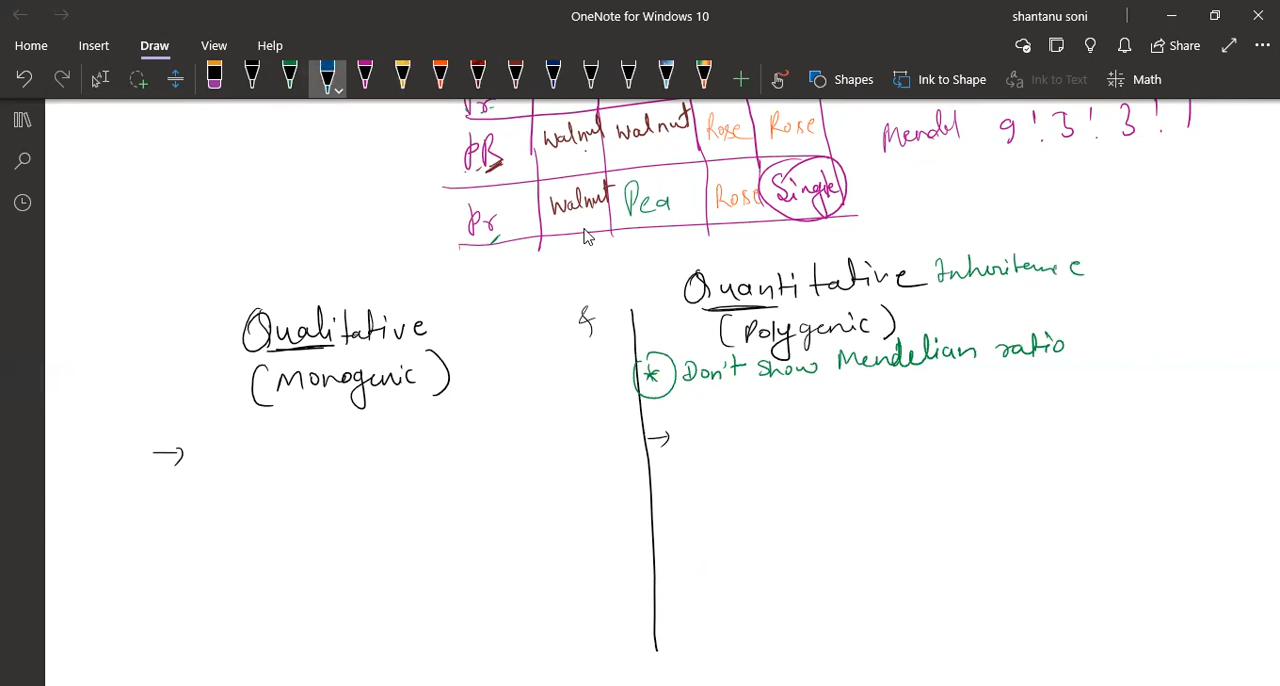 OneNote for Windows 10
shantanu soni
Home Insert Draw View Help
Share
Shapes
Ink to Shape
Ink to Text
Math
pB Walnut Walnut Rose Rose
Mendel 9:3:3:1
pr Walnut Pea Rose Single
Qualitative & Quantitative Inheritence
(Monogenic) (Polygenic)
* Don't show Mendelian ratio
→ →